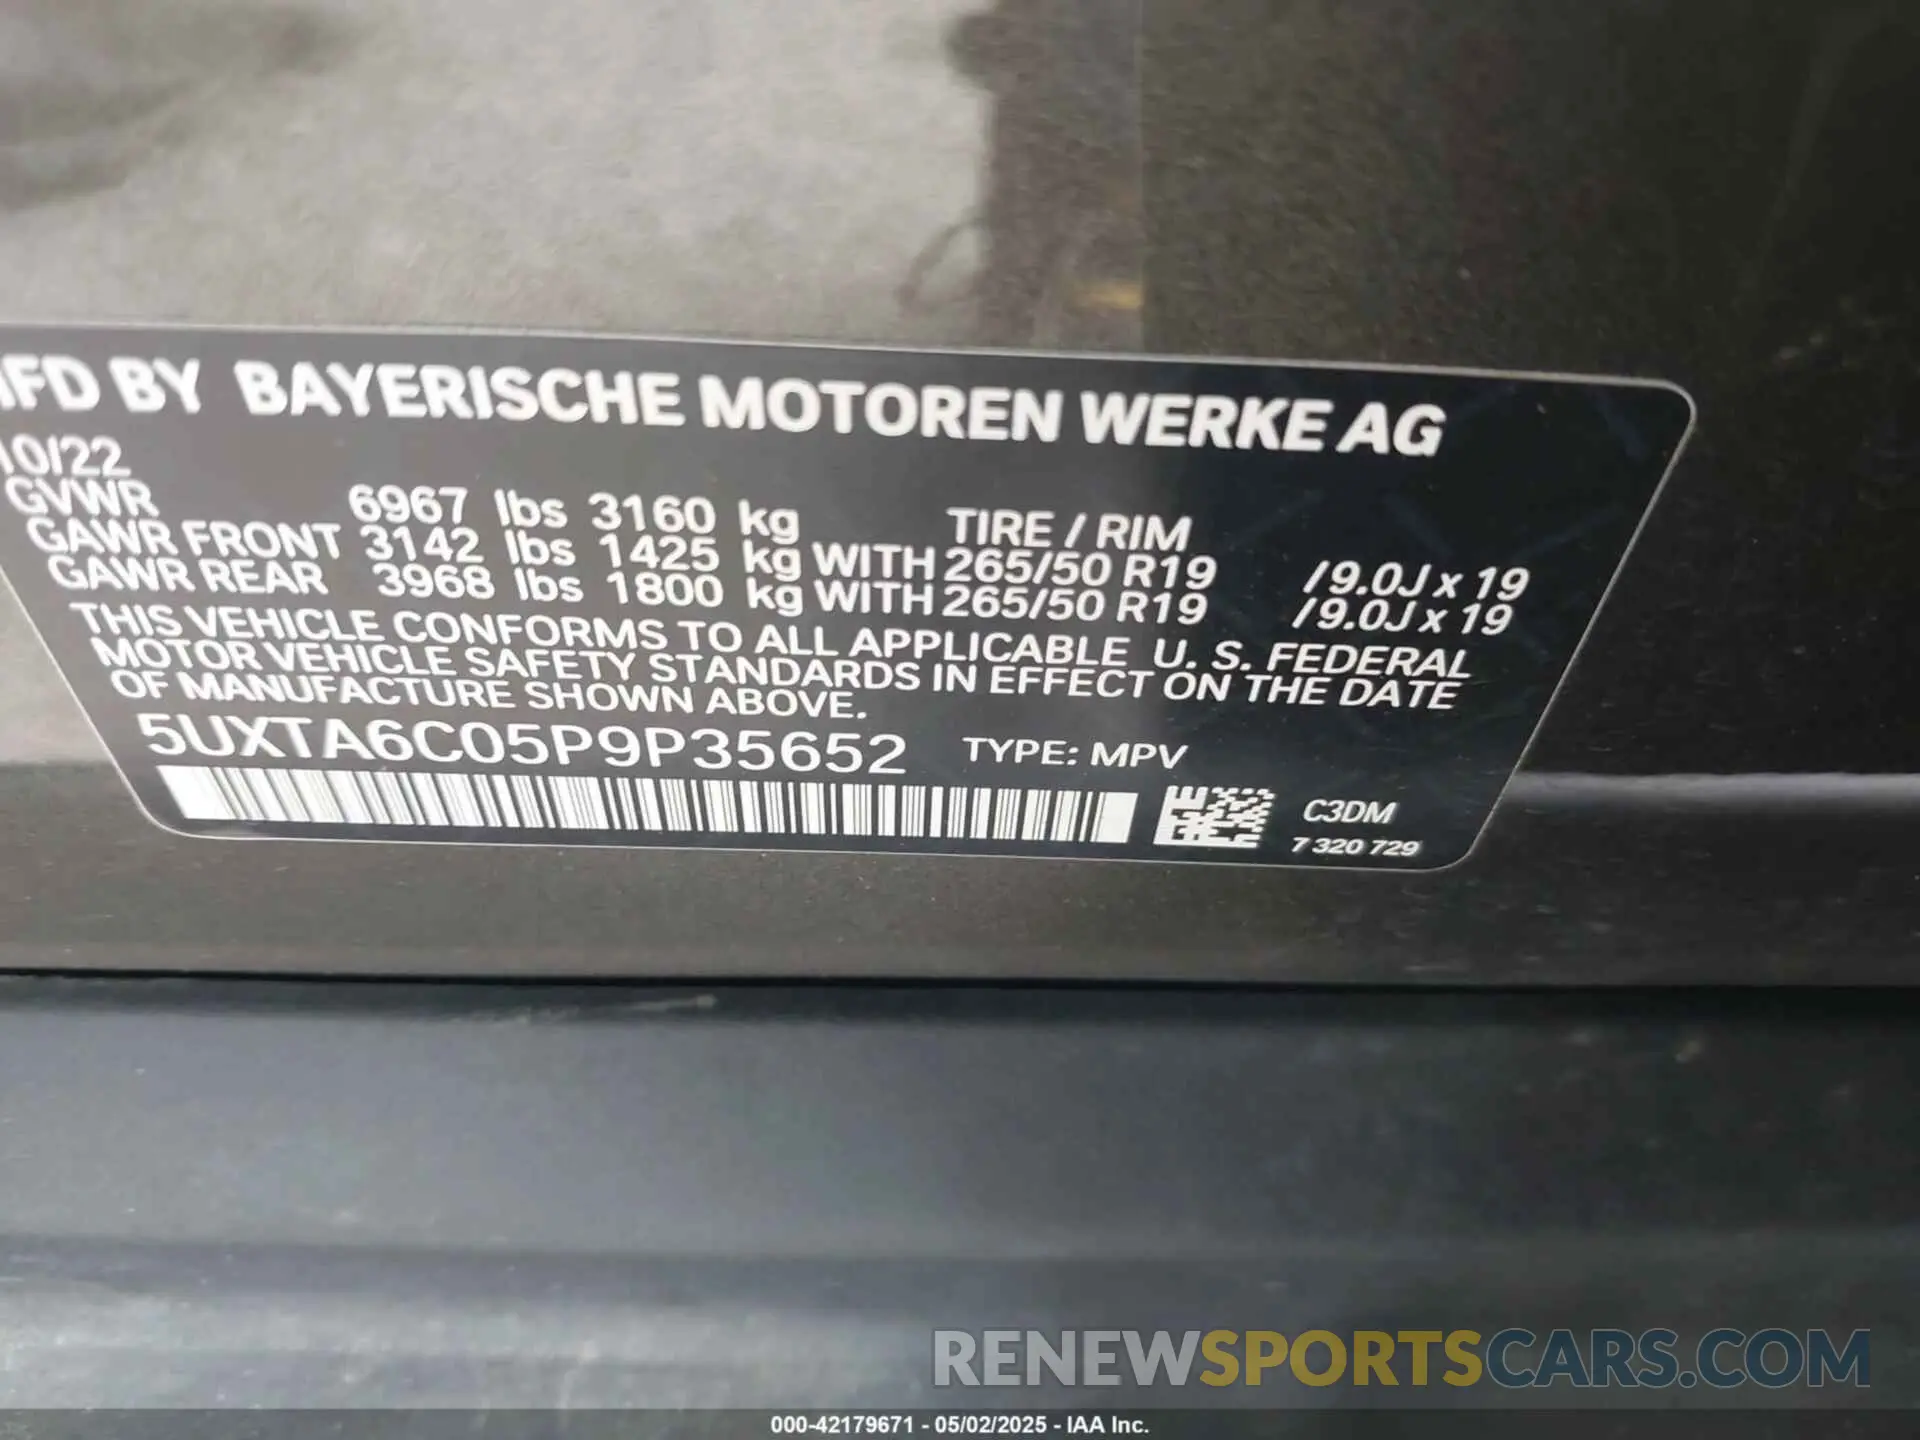 MFD BY BAYERISCHE MOTOREN WERKE AG
10/22
GVWR 6967 lbs 3160 kg TIRE / RIM
GAWR FRONT 3142 lbs 1425 kg WITH 265/50 R19 /9.0J x 19
GAWR REAR 3968 lbs 1800 kg WITH 265/50 R19 /9.0J x 19
THIS VEHICLE CONFORMS TO ALL APPLICABLE U. S. FEDERAL
MOTOR VEHICLE SAFETY STANDARDS IN EFFECT ON THE DATE
OF MANUFACTURE SHOWN ABOVE.
5UXTA6C05P9P35652 TYPE: MPV
C3DM
7 320 729
RENEWSPORTSCARS.COM
000-42179671 - 05/02/2025 - IAA Inc.